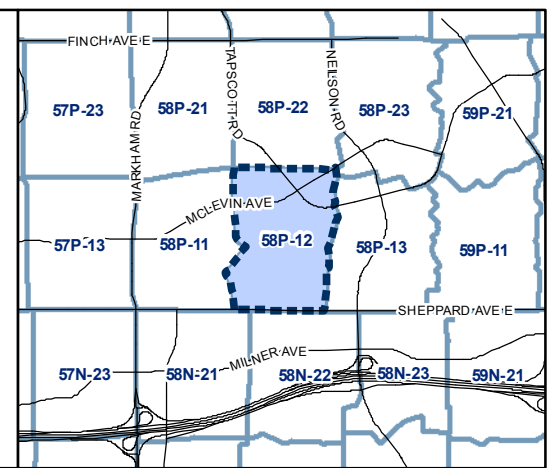 FINCH AVE E
TAPSCOTT RD
NEILSON RD
57P-23
58P-21
58P-22
58P-23
59P-21
MARKHAM RD
MCLEVIN AVE
57P-13
58P-11
58P-12
58P-13
59P-11
SHEPPARD AVE E
MILNER AVE
57N-23
58N-21
58N-22
58N-23
59N-21